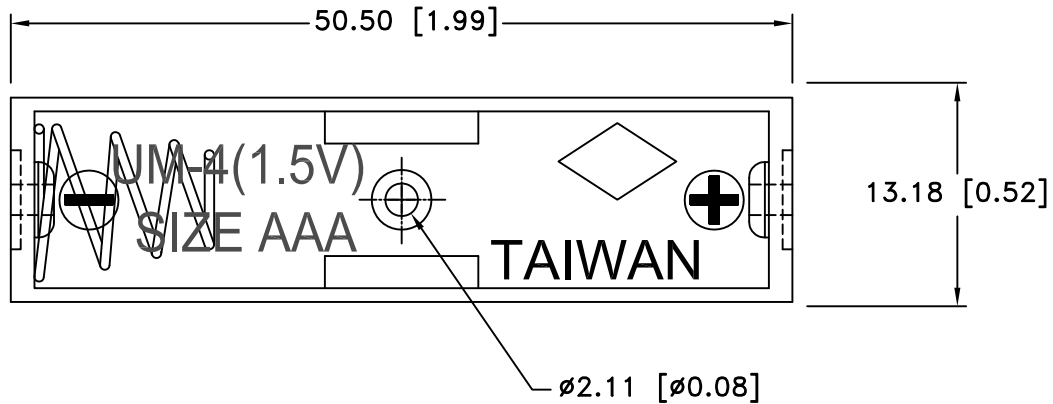 50.50 [1.99]
UM-4(1.5V)
SIZE AAA
TAIWAN
13.18 [0.52]
ø2.11 [ø0.08]